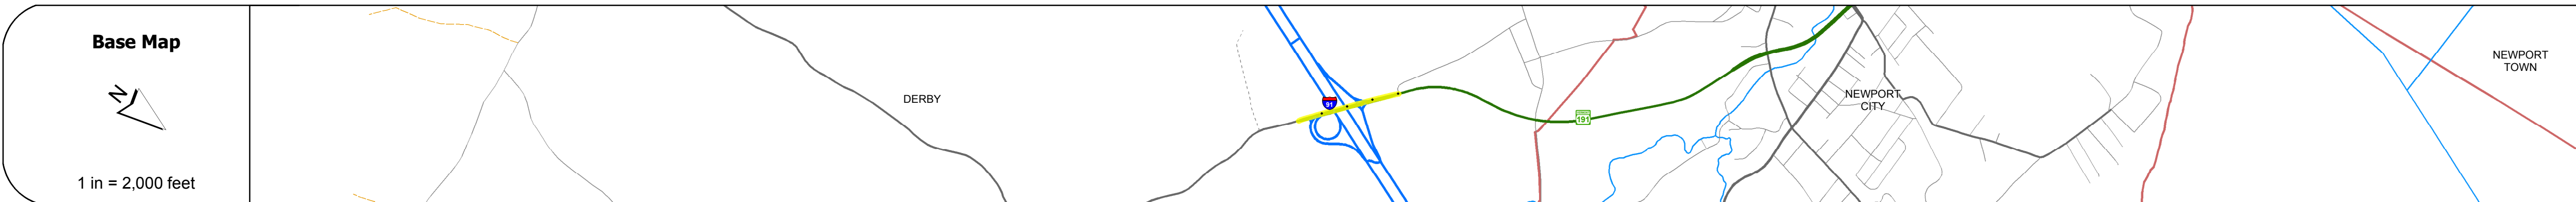 Base Map
N
1 in = 2,000 feet
DERBY
91
191
NEWPORT
CITY
NEWPORT
TOWN